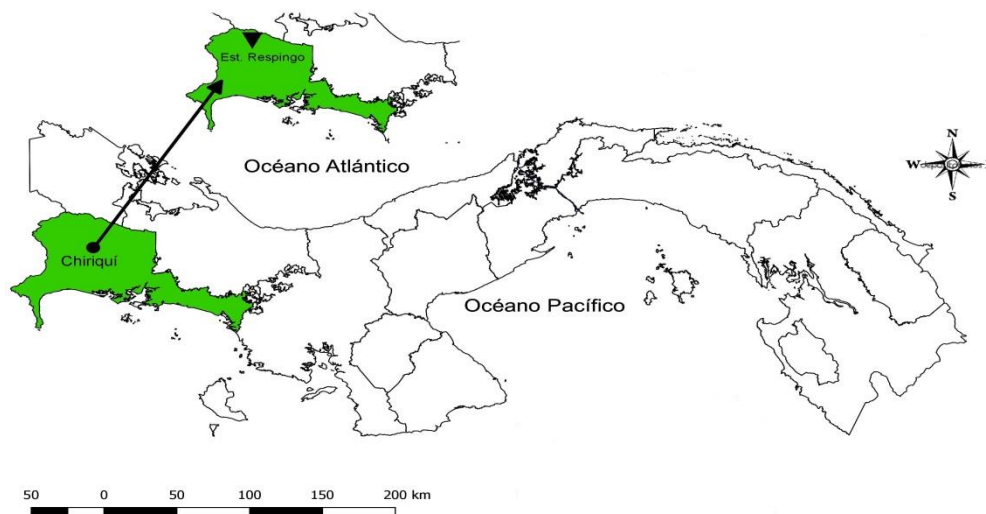 Est. Respingo
Océano Atlántico
N
W
S
Chiriquí
Océano Pacífico
50 0 50 100 150 200 km